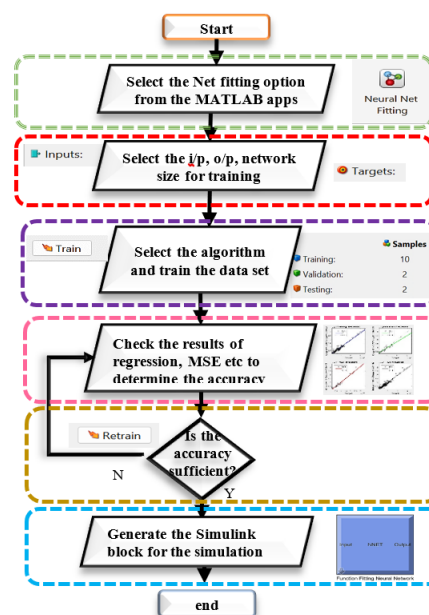 Start
Select the Net fitting option
from the MATLAB apps
Neural Net
Fitting
Inputs:
Select the i/p, o/p, network
size for training
Targets:
Train
Select the algorithm
and train the data set
Samples
Training: 10
Validation: 2
Testing: 2
Check the results of
regression, MSE etc to
determine the accuracy
Retrain
Is the
accuracy
sufficient?
N
Y
Generate the Simulink
block for the simulation
Input NNET Output
Function Fitting Neural Network
end